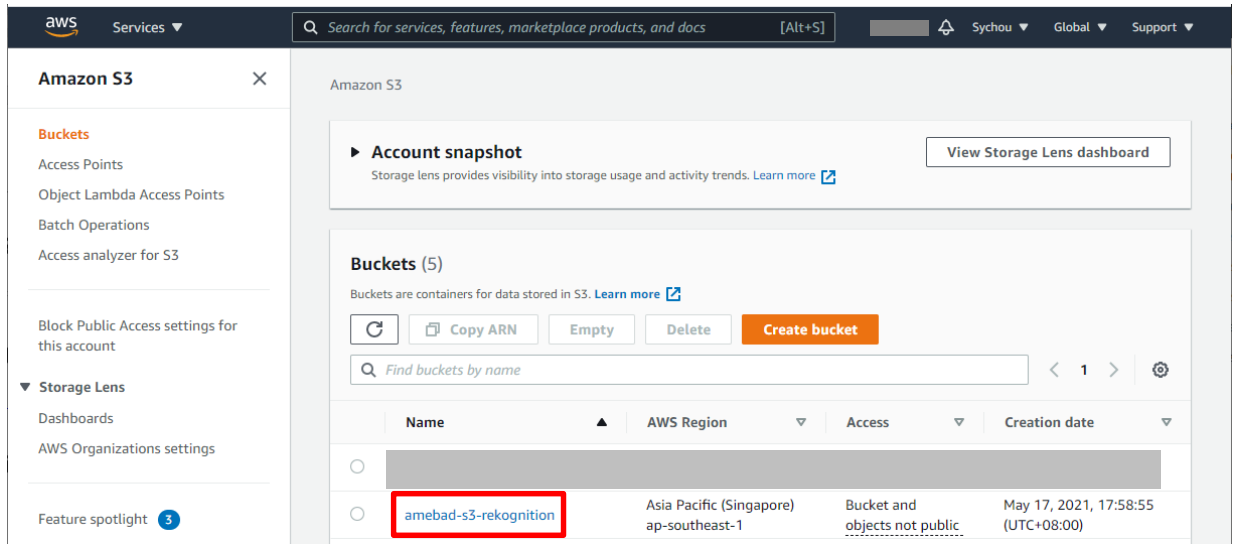 aws Services ▼ Search for services, features, marketplace products, and docs [Alt+S] Sychou ▼ Global ▼ Support ▼
Amazon S3
Buckets
Access Points
Object Lambda Access Points
Batch Operations
Access analyzer for S3
Block Public Access settings for
this account
▼ Storage Lens
Dashboards
AWS Organizations settings
Feature spotlight 3
Amazon S3
▶ Account snapshot
View Storage Lens dashboard
Storage lens provides visibility into storage usage and activity trends. Learn more
Buckets (5)
Buckets are containers for data stored in S3. Learn more
Copy ARN Empty Delete Create bucket
Find buckets by name
1
Name ▲ AWS Region ▽ Access ▽ Creation date ▽
amebad-s3-rekognition
Asia Pacific (Singapore)
ap-southeast-1
Bucket and
objects not public
May 17, 2021, 17:58:55
(UTC+08:00)